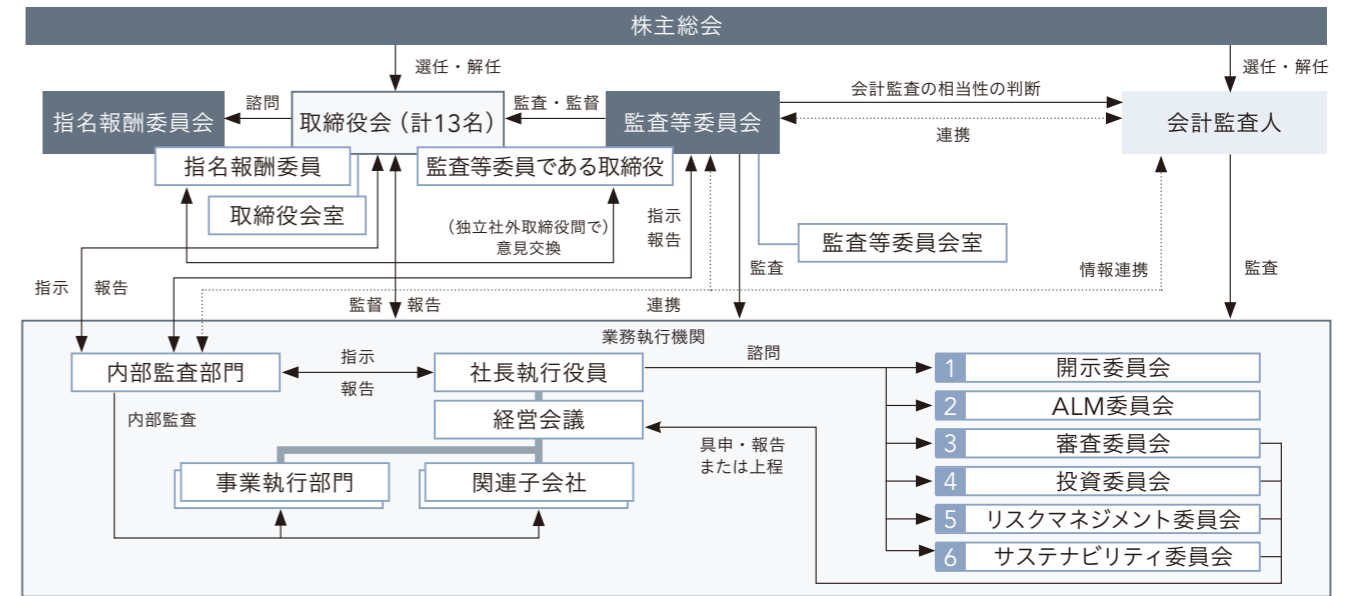 株主総会
選任・解任
選任・解任
指名報酬委員会
諮問
取締役会（計13名）
監査・監督
監査等委員会
会計監査の相当性の判断
連携
会計監査人
指名報酬委員
監査等委員である取締役
取締役会室
（独立社外取締役間で）
意見交換
指示
報告
監査等委員会室
指示
報告
監督
報告
連携
監査
情報連携
監査
業務執行機関
内部監査部門
指示
報告
社長執行役員
諮問
内部監査
経営会議
具申・報告
または上程
事業執行部門
関連子会社
1 開示委員会
2 ALM委員会
3 審査委員会
4 投資委員会
5 リスクマネジメント委員会
6 サステナビリティ委員会